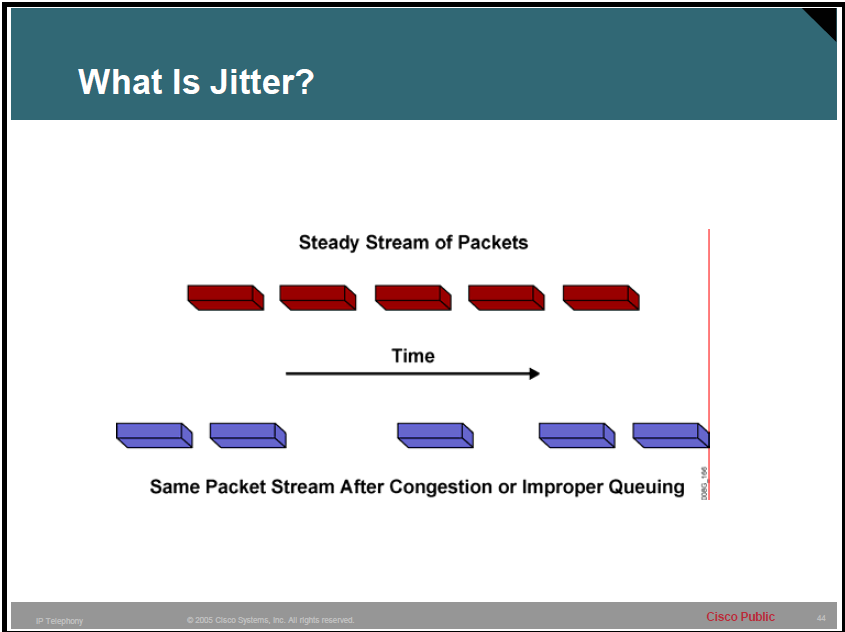 What Is Jitter?
Steady Stream of Packets
Time
Same Packet Stream After Congestion or Improper Queuing
008G_166
IP Telephony
© 2005 Cisco Systems, Inc. All rights reserved.
Cisco Public
44